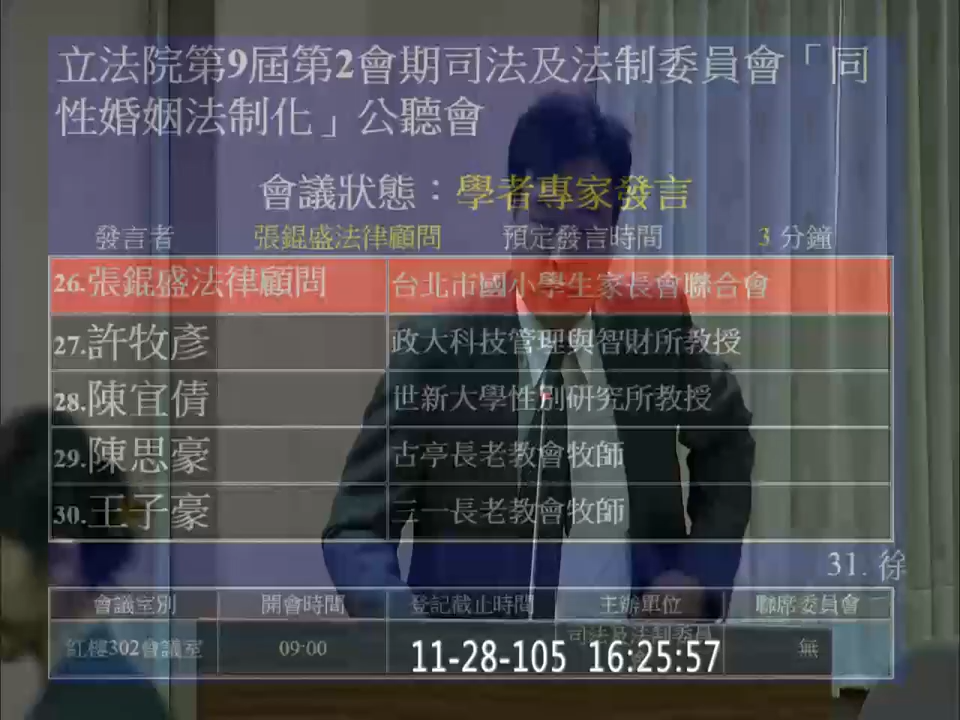 立法院第9屆第2會期司法及法制委員會「同
性婚姻法制化」公聽會
會議狀態：學者專家發言
發言者 張錕盛法律顧問 預定發言時間 3 分鐘
26.張錕盛法律顧問 台北市國小學生家長會聯合會
27.許牧彥 政大科技管理與智財所教授
28.陳宜倩 世新大學性別研究所教授
29.陳思豪 古亭長老教會牧師
30.王子豪 三一長老教會牧師
31. 徐
會議室別 開會時間 登記截止時間 主辦單位 聯席委員會
紅樓302會議室 09:00 司法及法制委員 無
11-28-105 16:25:57